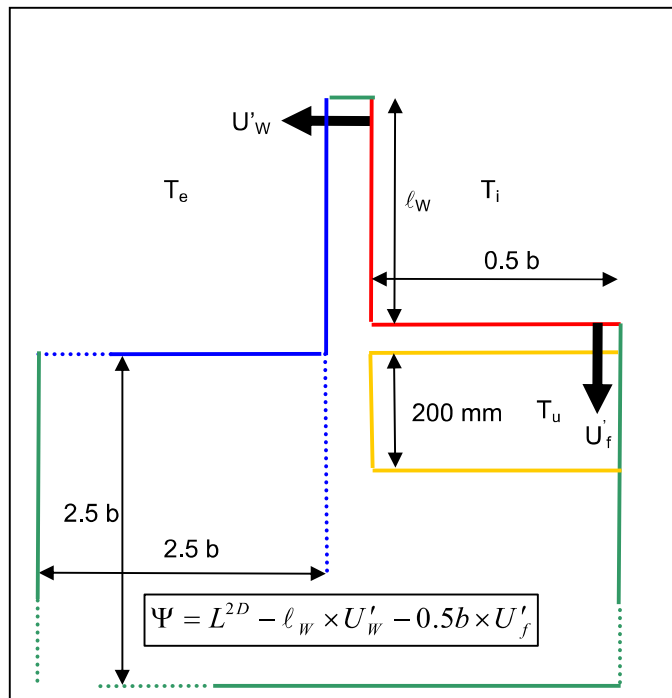 U'w
Te
ℓw
Ti
0.5 b
200 mm
Tu
U'f
2.5 b
2.5 b
Ψ = L²ᴰ − ℓw × U'w − 0.5b × U'f